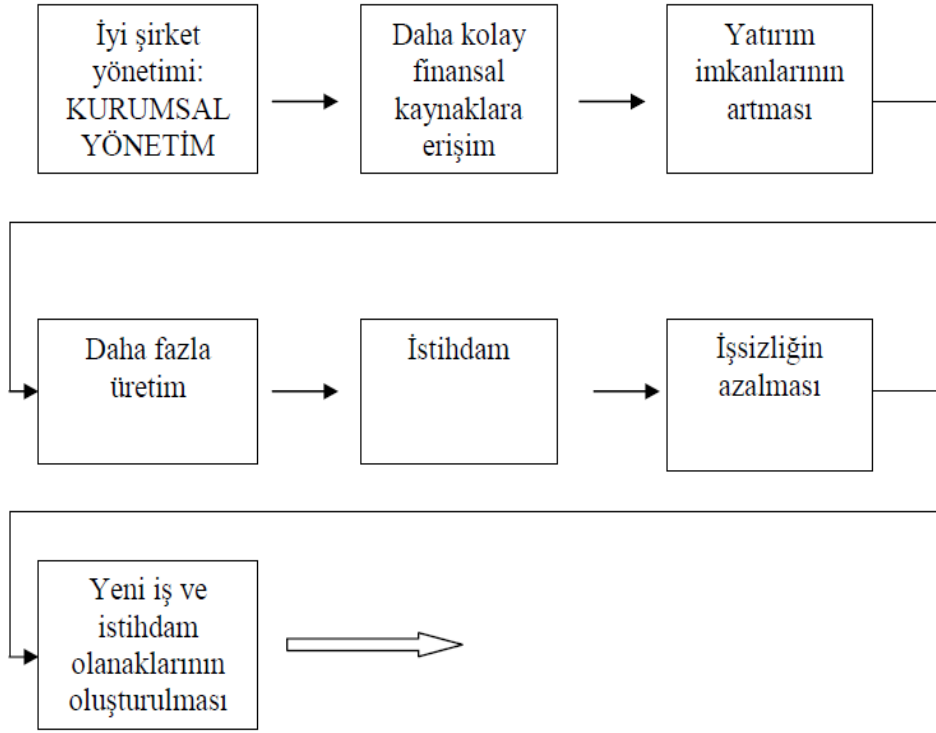 İyi şirket
yönetimi:
KURUMSAL
YÖNETİM
Daha kolay
finansal
kaynaklara
erişim
Yatırım
imkanlarının
artması
Daha fazla
üretim
İstihdam
İşsizliğin
azalması
Yeni iş ve
istihdam
olanaklarının
oluşturulması